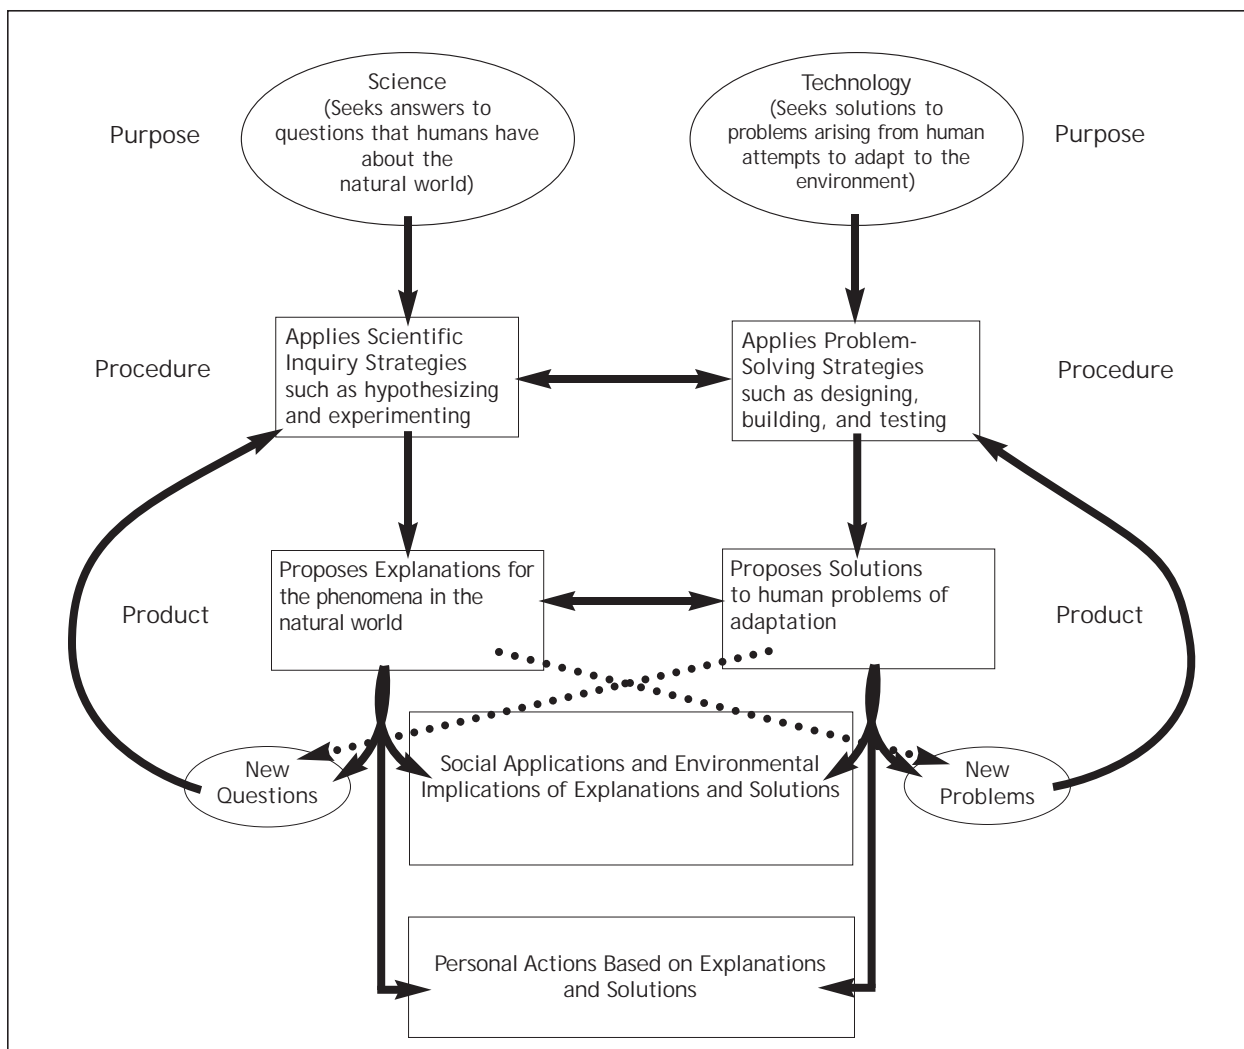 Science
(Seeks answers to
questions that humans have
about the
natural world)
Technology
(Seeks solutions to
problems arising from human
attempts to adapt to the
environment)
Purpose
Purpose
Applies Scientific
Inquiry Strategies
such as hypothesizing
and experimenting
Applies Problem-
Solving Strategies
such as designing,
building, and testing
Procedure
Procedure
Proposes Explanations for
the phenomena in the
natural world
Proposes Solutions
to human problems of
adaptation
Product
Product
New
Questions
Social Applications and Environmental
Implications of Explanations and Solutions
New
Problems
Personal Actions Based on Explanations
and Solutions